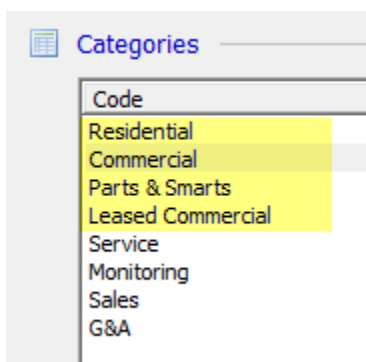 Categories
Code
Residential
Commercial
Parts & Smarts
Leased Commercial
Service
Monitoring
Sales
G&A